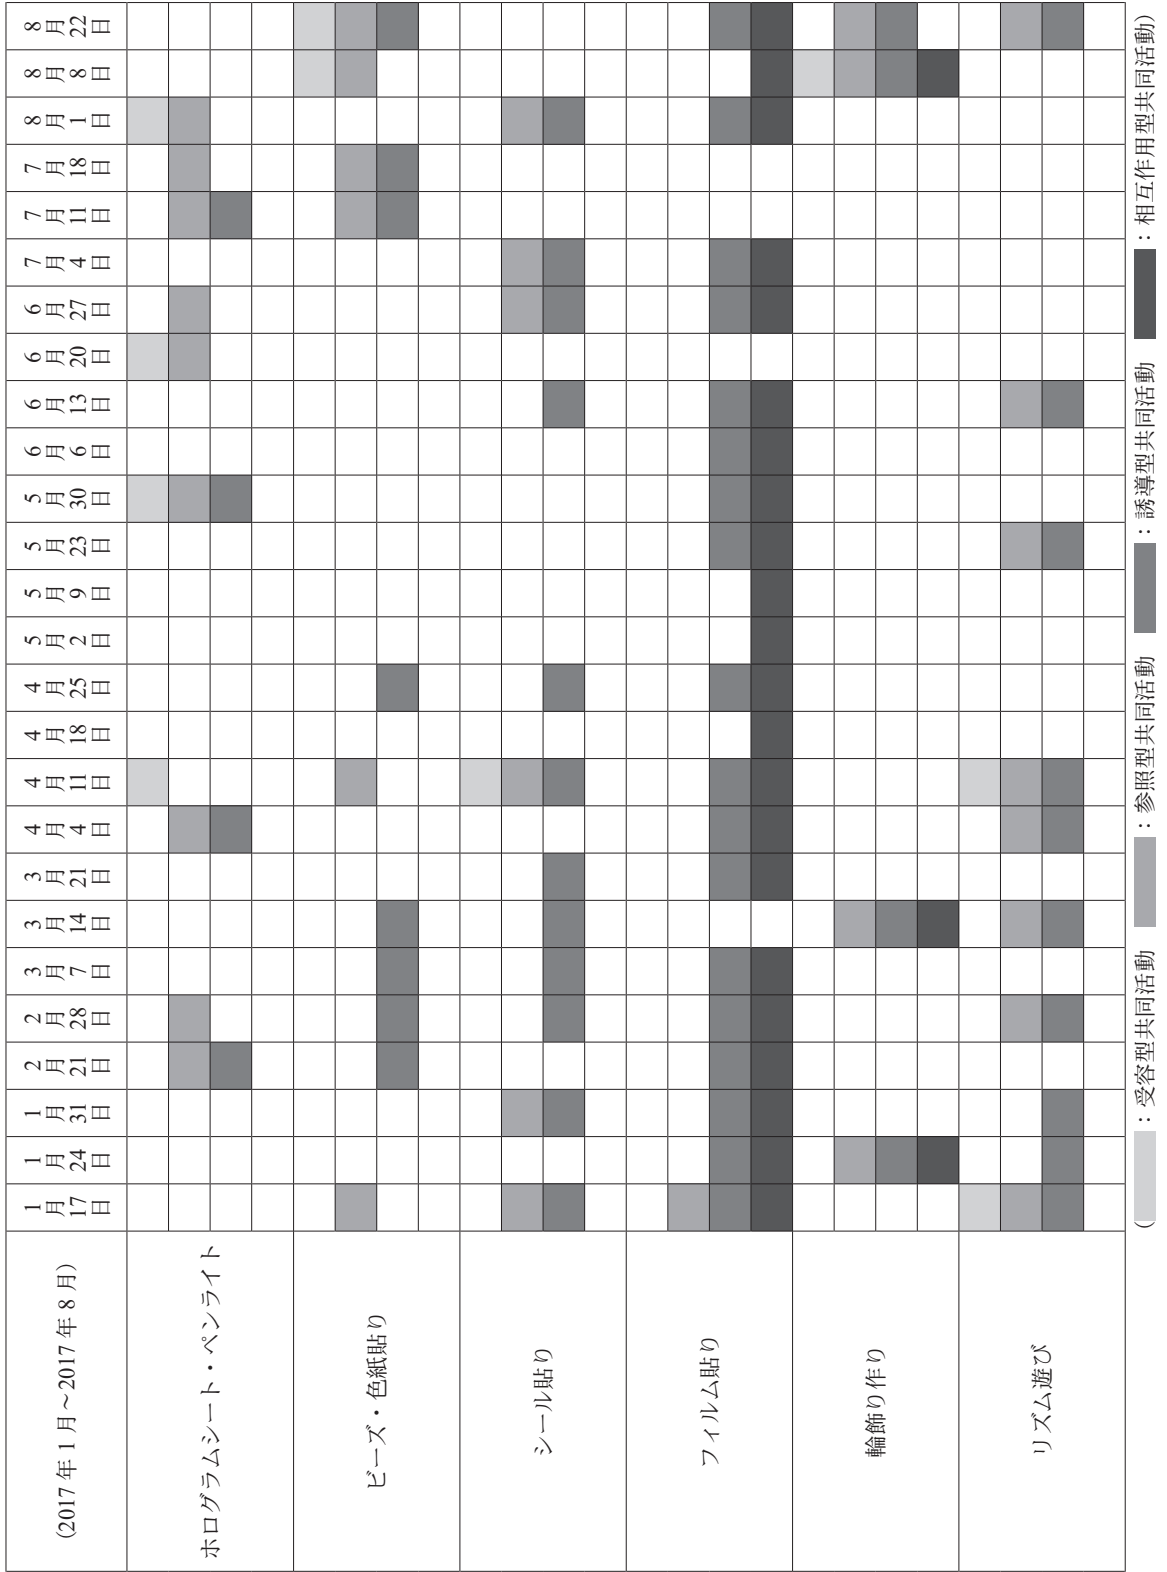 (2017年1月～2017年8月)
1月17日
1月24日
1月31日
2月21日
2月28日
3月7日
3月14日
3月21日
4月4日
4月11日
4月18日
4月25日
5月2日
5月9日
5月23日
5月30日
6月6日
6月13日
6月20日
6月27日
7月4日
7月11日
7月18日
8月1日
8月8日
8月22日
ホログラムシート・ペンライト
ビーズ・色紙貼り
シール貼り
フィルム貼り
輪飾り作り
リズム遊び
(　：受容型共同活動　：参照型共同活動　：誘導型共同活動　：相互作用型共同活動)